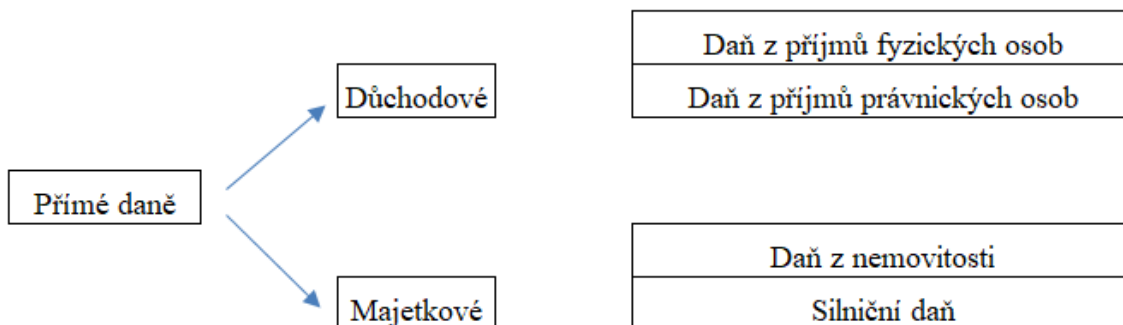 Daň z příjmů fyzických osob
Důchodové
Daň z příjmů právnických osob
Přímé daně
Daň z nemovitosti
Majetkové
Silniční daň